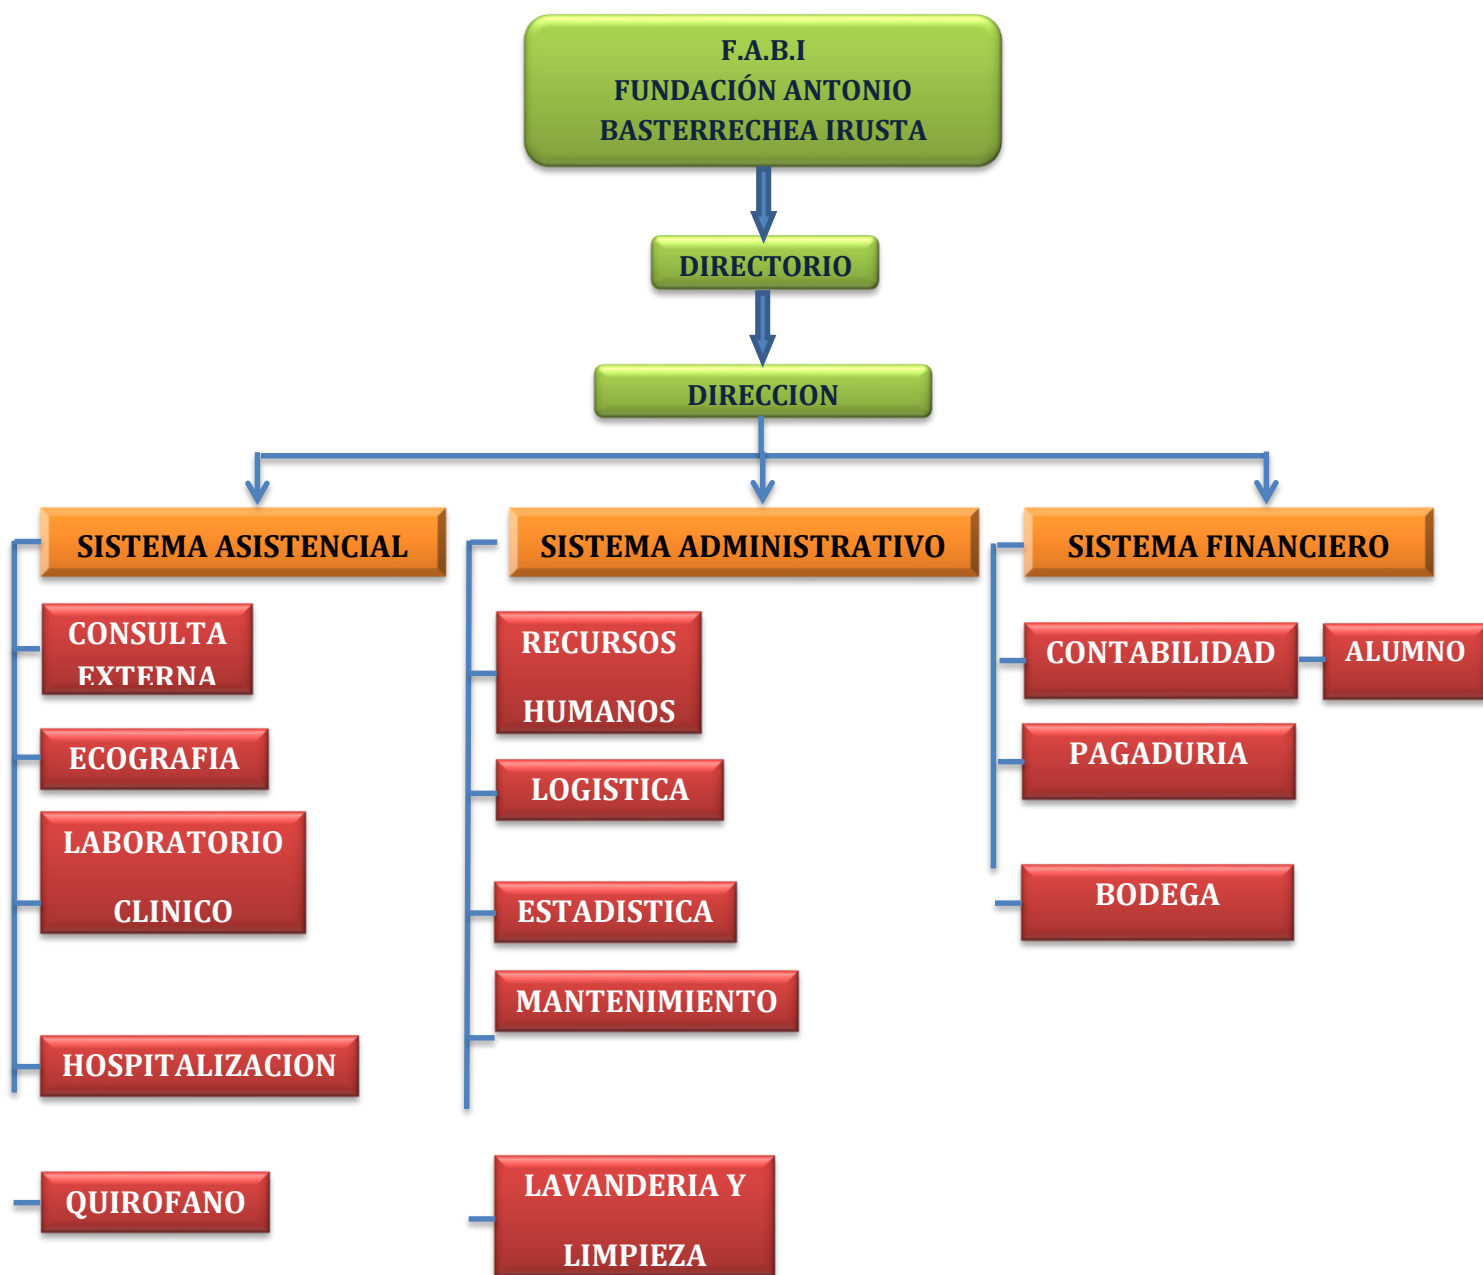 F.A.B.I
FUNDACIÓN ANTONIO
BASTERRECHEA IRUSTA
DIRECTORIO
DIRECCION
SISTEMA ASISTENCIAL
CONSULTA
EXTERNA
ECOGRAFIA
LABORATORIO
CLINICO
HOSPITALIZACION
QUIROFANO
SISTEMA ADMINISTRATIVO
RECURSOS
HUMANOS
LOGISTICA
ESTADISTICA
MANTENIMIENTO
LAVANDERIA Y
LIMPIEZA
SISTEMA FINANCIERO
CONTABILIDAD
ALUMNO
PAGADURIA
BODEGA